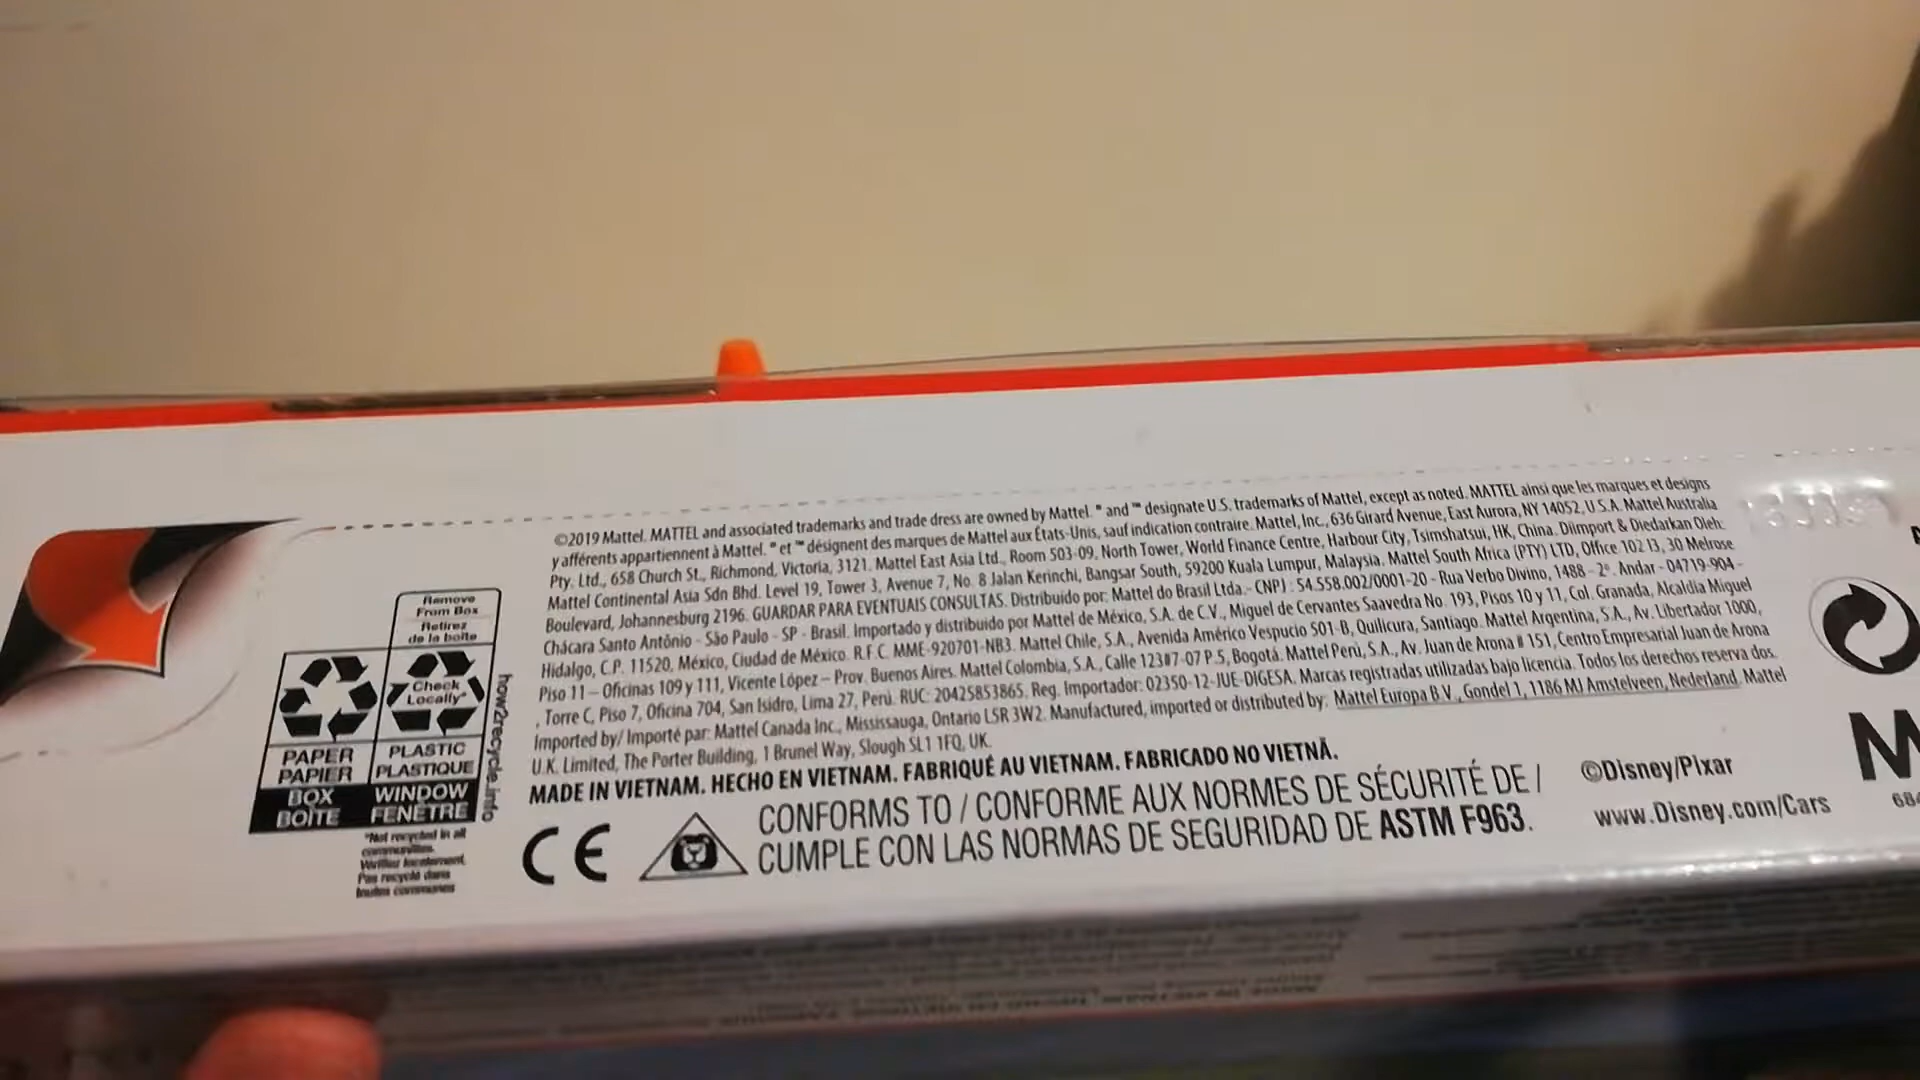 ©2019 Mattel. MATTEL and associated trademarks and trade dress are owned by Mattel. ® and ™ designate U.S. trademarks of Mattel, except as noted. MATTEL ainsi que les marques et designs
y afférents appartiennent à Mattel. ® et ™ désignent des marques de Mattel aux États-Unis, sauf indication contraire. Mattel, Inc., 636 Girard Avenue, East Aurora, NY 14052, U.S.A. Mattel Australia
Pty. Ltd., 658 Church St., Richmond, Victoria, 3121. Mattel East Asia Ltd., Room 503-09, North Tower, World Finance Centre, Harbour City, Tsimshatsui, HK, China. Diimport & Diedarkan Oleh:
Mattel Continental Asia Sdn Bhd. Level 19, Tower 3, Avenue 7, No. 8 Jalan Kerinchi, Bangsar South, 59200 Kuala Lumpur, Malaysia. Mattel South Africa (PTY) LTD, Office 102 I3, 30 Melrose
Boulevard, Johannesburg 2196. GUARDAR PARA EVENTUAIS CONSULTAS. Distribuido por: Mattel do Brasil Ltda.- CNPJ : 54.558.002/0001-20 - Rua Verbo Divino, 1488 - 2º. Andar - 04719-904 -
Chácara Santo Antônio - São Paulo - SP - Brasil. Importado y distribuido por Mattel de México, S.A. de C.V., Miguel de Cervantes Saavedra No. 193, Pisos 10 y 11, Col. Granada, Alcaldía Miguel
Hidalgo, C.P. 11520, México, Ciudad de México. R.F.C. MME-920701-NB3. Mattel Chile, S.A., Avenida Américo Vespucio 501-B, Quilicura, Santiago. Mattel Argentina, S.A., Av. Libertador 1000,
Piso 11 – Oficinas 109 y 111, Vicente López – Prov. Buenos Aires. Mattel Colombia, S.A., Calle 123#7-07 P.5, Bogotá. Mattel Perú, S.A., Av. Juan de Arona # 151, Centro Empresarial Juan de Arona
, Torre C, Piso 7, Oficina 704, San Isidro, Lima 27, Perú. RUC: 20425853865. Reg. Importador: 02350-12-JUE-DIGESA. Marcas registradas utilizadas bajo licencia. Todos los derechos reserva dos.
Imported by/ Importé par: Mattel Canada Inc., Mississauga, Ontario L5R 3W2. Manufactured, imported or distributed by: Mattel Europa B.V., Gondel 1, 1186 MJ Amstelveen, Nederland. Mattel
U.K. Limited, The Porter Building, 1 Brunel Way, Slough SL1 1FQ, UK.
MADE IN VIETNAM. HECHO EN VIETNAM. FABRIQUÉ AU VIETNAM. FABRICADO NO VIETNÃ.
CE
CONFORMS TO / CONFORME AUX NORMES DE SÉCURITÉ DE /
CUMPLE CON LAS NORMAS DE SEGURIDAD DE ASTM F963.
©Disney/Pixar
www.Disney.com/Cars
Remove
From Box
Retirez
de la boîte
Check
Locally*
PAPER
PAPIER
BOX
BOÎTE
PLASTIC
PLASTIQUE
WINDOW
FENÊTRE
how2recycle.info
*Not recycled in all
communities.
Vérifiez localement.
Pas recyclé dans
toutes communes